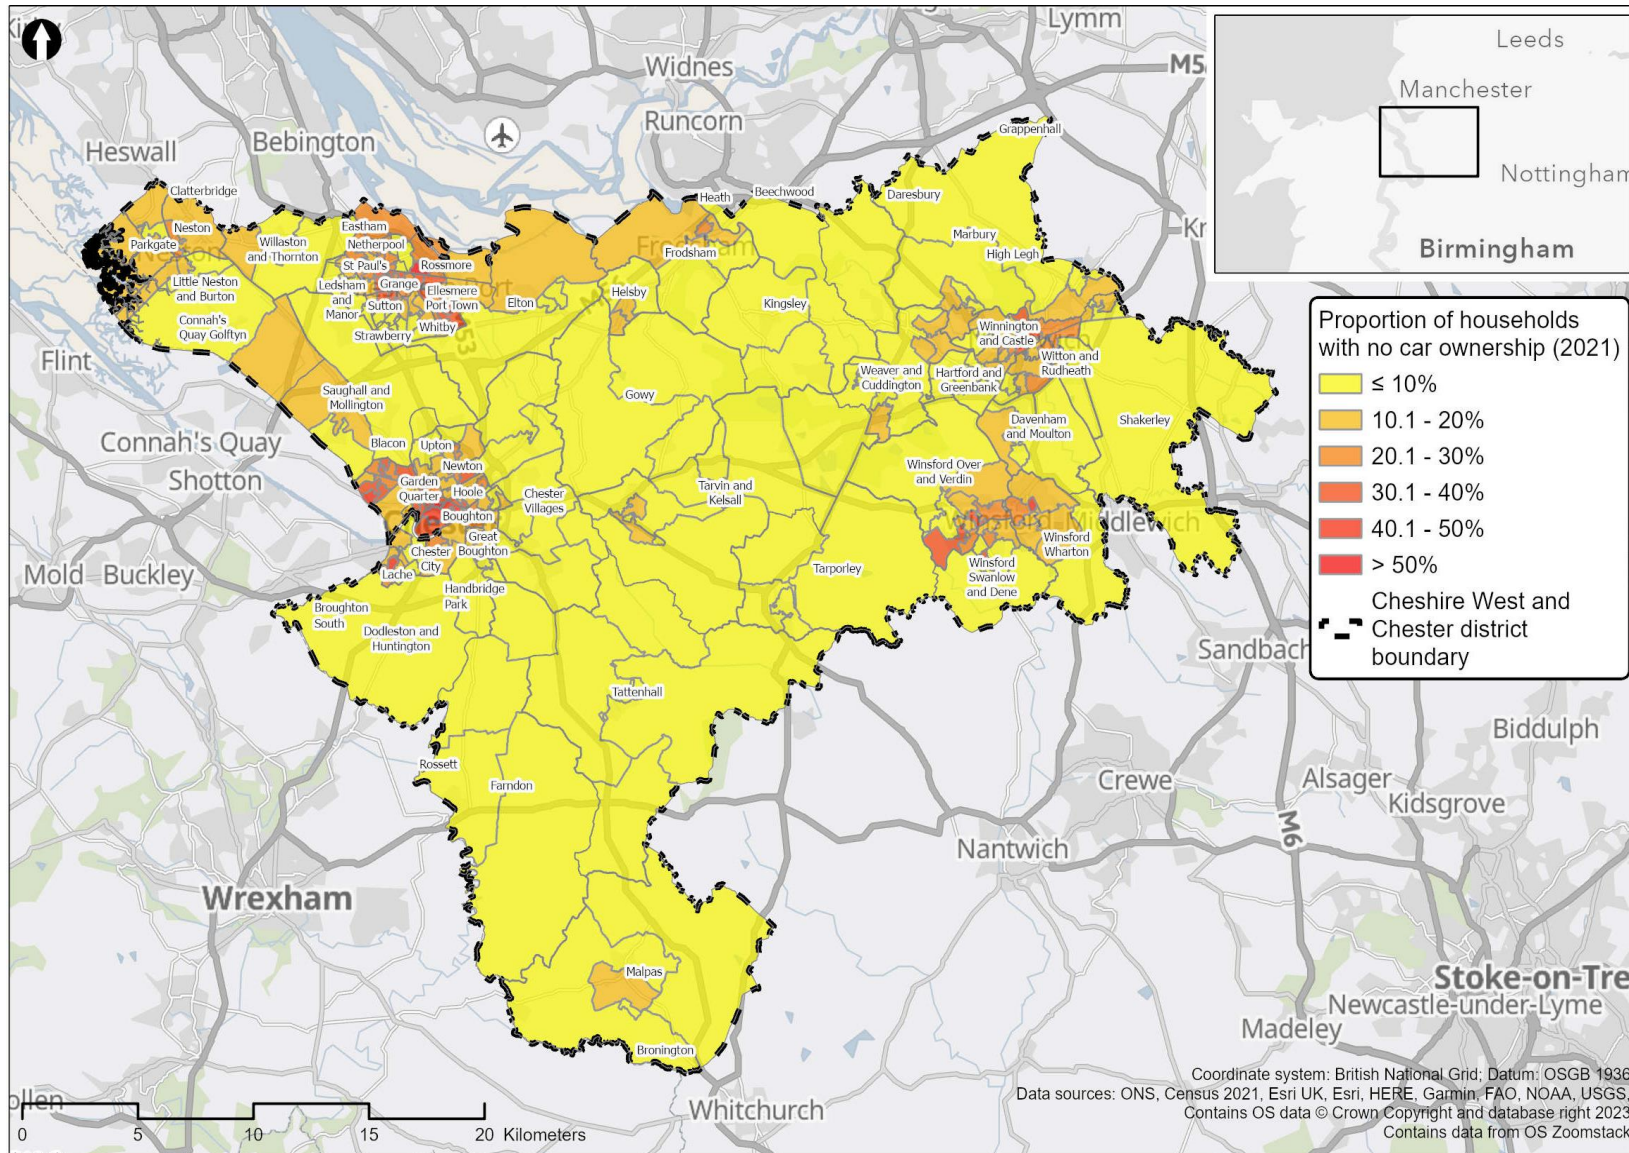 Lymm
Widnes
M5
Runcorn
Bebington
Heswall
Leeds
Manchester
Nottingham
Birmingham
Grappenhall
Clatterbridge
Heath
Beechwood
Daresbury
Neston
Eastham
Parkgate
Willaston
and Thornton
Netherpool
Marbury
High Legh
Frodsham
Frodsham
St Paul's
Rossmore
Little Neston
and Burton
Ledsham
and
Manor
Grange
Ellesmere
Port Town
Elton
Helsby
Kingsley
Sutton
Connah's
Quay Golftyn
Whitby
Strawberry
Winnington
and Castle
Witton and
Rudheath
Flint
Weaver and
Cuddington
Hartford and
Greenbank
Saughall and
Mollington
Gowy
Davenham
and Moulton
Shakerley
Connah's Quay
Shotton
Blacon
Upton
Newton
Garden
Quarter
Hoole
Winsford Over
and Verdin
Tarvin and
Kelsall
Chester
Villages
Boughton
Great
Boughton
Winsford
Middlewich
Winsford
Wharton
Chester
City
Mold
Buckley
Lache
Tarporley
Winsford
Swanlow
and Dene
Handbridge
Park
Broughton
South
Dodleston and
Huntington
Sandbach
Tattenhall
Biddulph
Rossett
Farndon
Crewe
Alsager
Kidsgrove
M6
Nantwich
Wrexham
Malpas
Stoke-on-Tre
Newcastle-under-Lyme
Madeley
Bronington
Whitchurch
Proportion of households
with no car ownership (2021)
≤ 10%
10.1 - 20%
20.1 - 30%
30.1 - 40%
40.1 - 50%
> 50%
Cheshire West and
Chester district
boundary
0 5 10 15 20 Kilometers
Coordinate system: British National Grid; Datum: OSGB 1936
Data sources: ONS, Census 2021, Esri UK, Esri, HERE, Garmin, FAO, NOAA, USGS,
Contains OS data © Crown Copyright and database right 2023
Contains data from OS Zoomstack